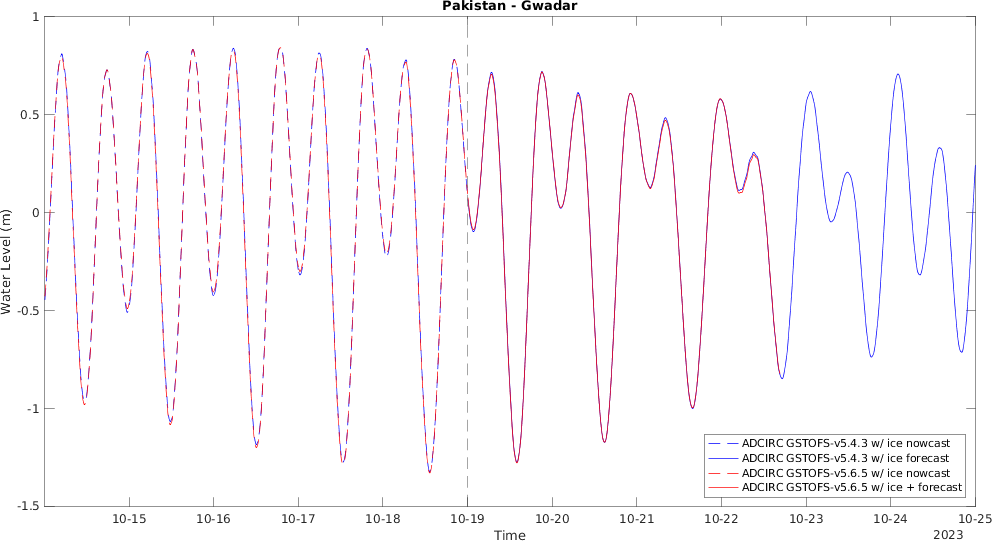 Pakistan - Gwadar
Water Level (m)
1
0.5
0
-0.5
-1
-1.5
ADCIRC GSTOFS-v5.4.3 w/ ice nowcast
ADCIRC GSTOFS-v5.4.3 w/ ice forecast
ADCIRC GSTOFS-v5.6.5 w/ ice nowcast
ADCIRC GSTOFS-v5.6.5 w/ ice + forecast
10-15 10-16 10-17 10-18 10-19 10-20 10-21 10-22 10-23 10-24 10-25
Time
2023